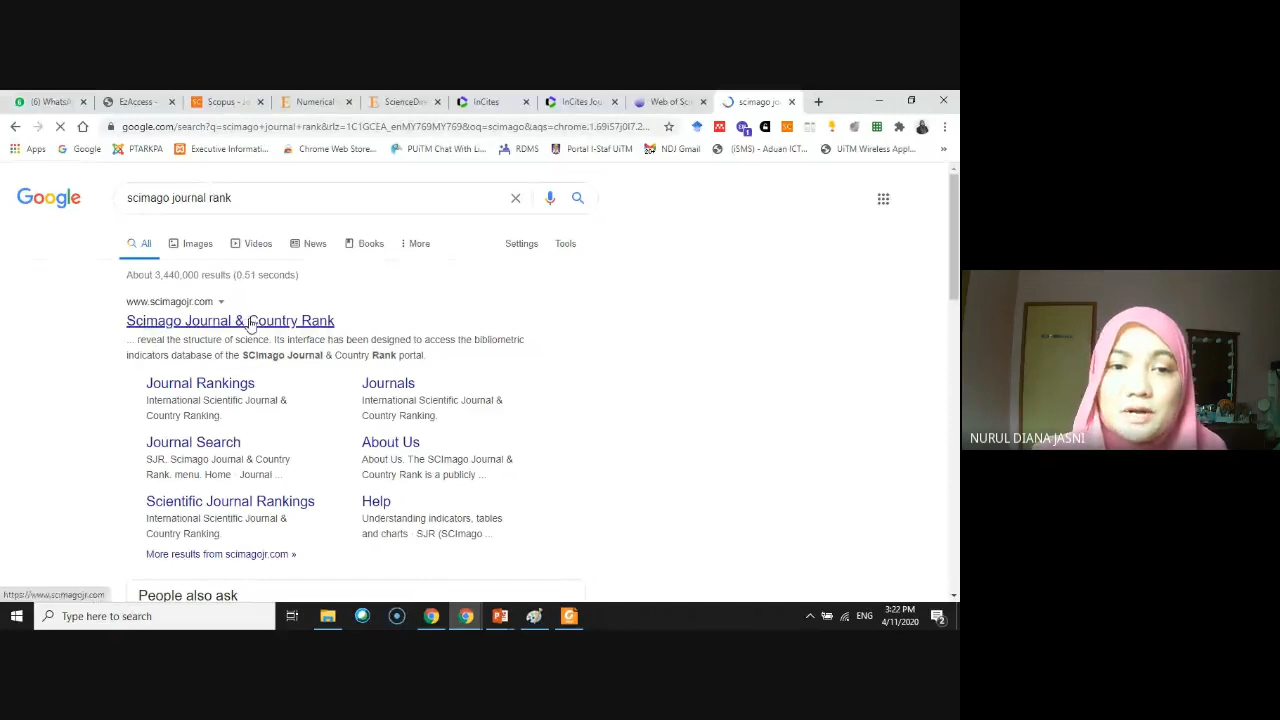 (6) Whats
EzAccess -
Scopus - Jo
Numerical
ScienceDire
InCites
InCites Jou
Web of Sci
scimago jo
google.com/search?q=scimago+journal+rank&rlz=1C1GCEA_enMY769MY769&oq=scimago&aqs=chrome.1.69i57j0l7.2...
Apps
Google
PTARKPA
Executive Informati...
Chrome Web Store...
PUiTM Chat With Li...
RDMS
Portal I-Staf UiTM
NDJ Gmail
(iSMS) - Aduan ICT...
UiTM Wireless Appl...
Google
scimago journal rank
All
Images
Videos
News
Books
More
Settings
Tools
About 3,440,000 results (0.51 seconds)
www.scimagojr.com
Scimago Journal & Country Rank
... reveal the structure of science. Its interface has been designed to access the bibliometric
indicators database of the SCImago Journal & Country Rank portal.
Journal Rankings
International Scientific Journal &
Country Ranking.
Journals
International Scientific Journal &
Country Ranking.
Journal Search
SJR. Scimago Journal & Country
Rank. menu. Home · Journal ...
About Us
About Us. The SCImago Journal &
Country Rank is a publicly ...
Scientific Journal Rankings
International Scientific Journal &
Country Ranking.
Help
Understanding indicators, tables
and charts · SJR (SCImago ...
More results from scimagojr.com »
People also ask
https://www.scimagojr.com
Type here to search
ENG
3:22 PM
4/11/2020
2
NURUL DIANA JASNI